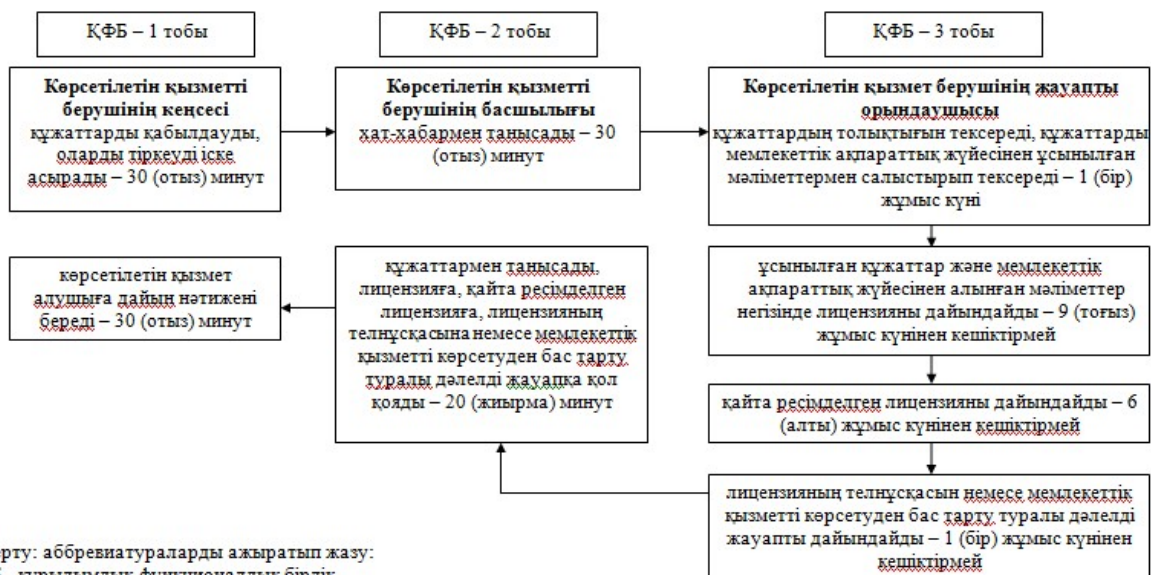 ҚФБ – 1 тобы
ҚФБ – 2 тобы
ҚФБ – 3 тобы
Көрсетілетін қызметті
берушінің кеңсесі
құжаттарды қабылдауды,
оларды тіркеуді іске
асырады – 30 (отыз) минут
Көрсетілетін қызметті
берушінің басшылығы
хат-хабармен танысады – 30
(отыз) минут
Көрсетілетін қызмет берушінің жауапты
орындаушысы
құжаттардың толықтығын тексереді, құжаттарды
мемлекеттік ақпараттық жүйесінен ұсынылған
мәліметтермен салыстырып тексереді – 1 (бір)
жұмыс күні
ұсынылған құжаттар және мемлекеттік
ақпараттық жүйесінен алынған мәліметтер
негізінде лицензияны дайындайды – 9 (тоғыз)
жұмыс күнінен кешіктірмей
қайта ресімделген лицензияны дайындайды – 6
(алты) жұмыс күнінен кешіктірмей
лицензияның телнұсқасын немесе мемлекеттік
қызметті көрсетуден бас тарту туралы дәлелді
жауапты дайындайды – 1 (бір) жұмыс күнінен
кешіктірмей
құжаттармен танысады,
лицензияға, қайта ресімделген
лицензияға, лицензияның
телнұсқасына немесе мемлекеттік
қызметті көрсетуден бас тарту
туралы дәлелді жауапқа қол
қояды – 20 (жиырма) минут
көрсетілетін қызмет
алушыға дайын нәтижені
береді – 30 (отыз) минут
ерту: аббревиатураларды ажыратып жазу: